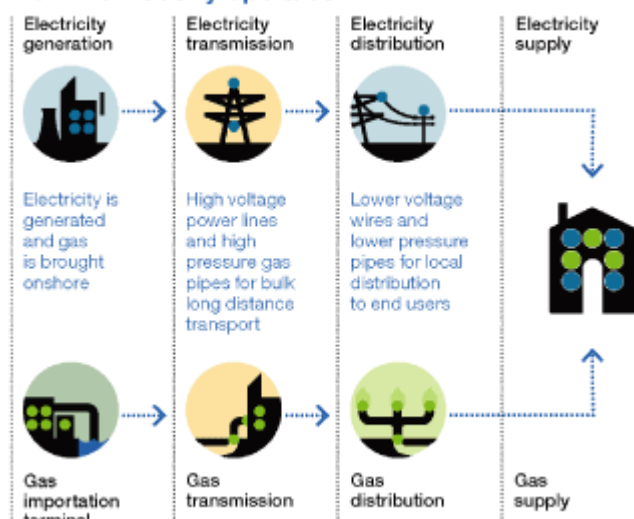 Electricity
generation
Electricity
transmission
Electricity
distribution
Electricity
supply
Electricity is
generated
and gas
is brought
onshore
High voltage
power lines
and high
pressure gas
pipes for bulk
long distance
transport
Lower voltage
wires and
lower pressure
pipes for local
distribution
to end users
Gas
importation
terminal
Gas
transmission
Gas
distribution
Gas
supply